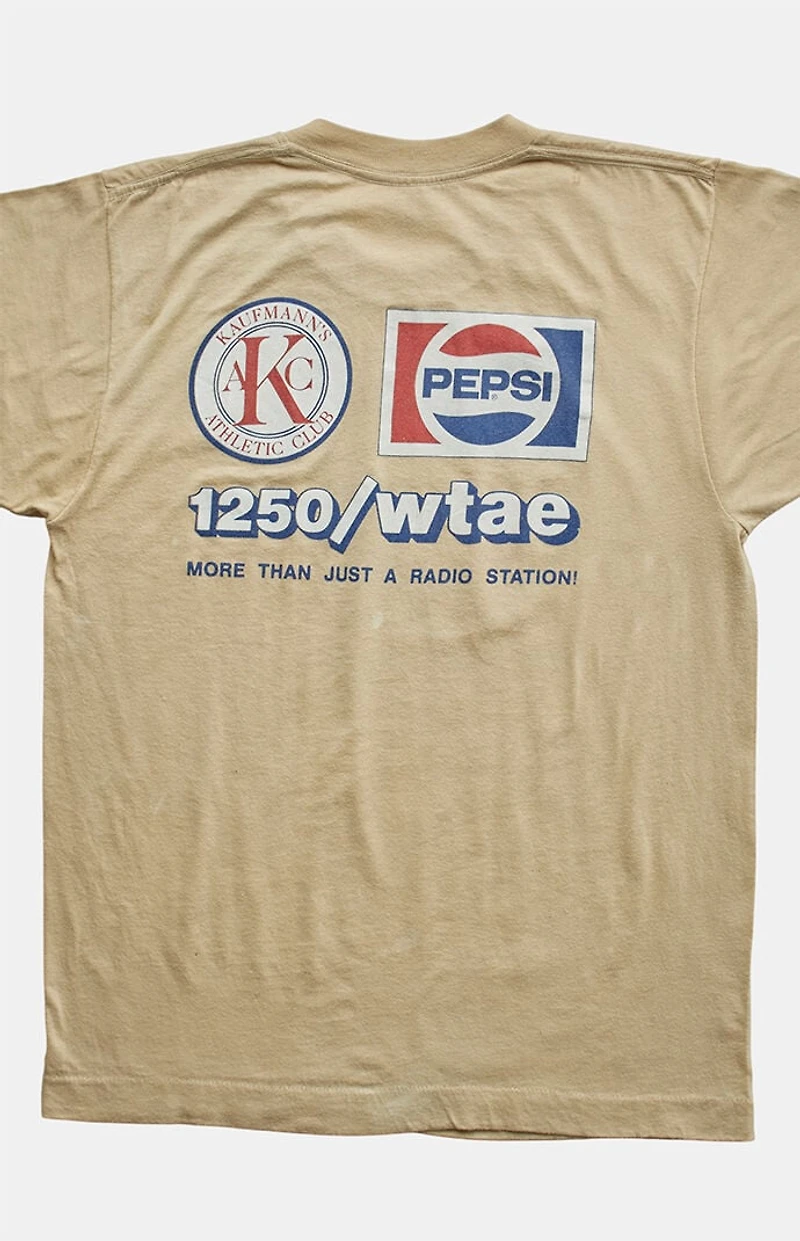 KAUFMANN'S
AKC
ATHLETIC CLUB
PEPSI®
1250/wtae
MORE THAN JUST A RADIO STATION!